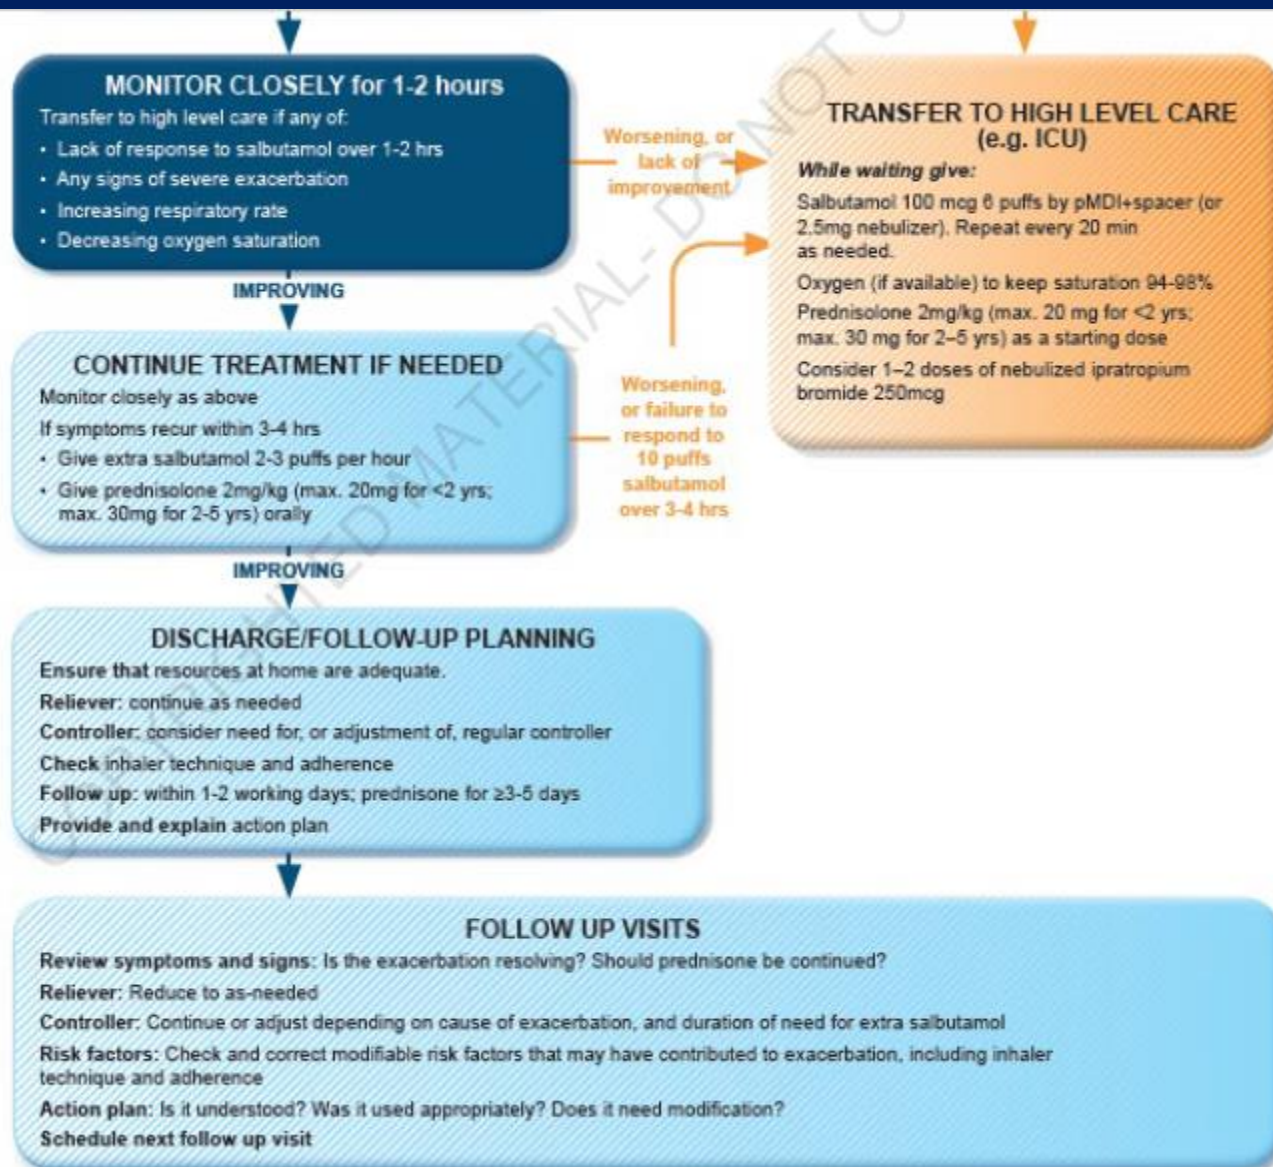 MONITOR CLOSELY for 1-2 hours
Transfer to high level care if any of:
• Lack of response to salbutamol over 1-2 hrs
• Any signs of severe exacerbation
• Increasing respiratory rate
• Decreasing oxygen saturation
Worsening, or
lack of
improvement
TRANSFER TO HIGH LEVEL CARE
(e.g. ICU)
While waiting give:
Salbutamol 100 mcg 6 puffs by pMDI+spacer (or
2.5mg nebulizer). Repeat every 20 min
as needed.
Oxygen (if available) to keep saturation 94-98%
Prednisolone 2mg/kg (max. 20 mg for <2 yrs;
max. 30 mg for 2–5 yrs) as a starting dose
Consider 1–2 doses of nebulized ipratropium
bromide 250mcg
IMPROVING
CONTINUE TREATMENT IF NEEDED
Monitor closely as above
If symptoms recur within 3-4 hrs
• Give extra salbutamol 2-3 puffs per hour
• Give prednisolone 2mg/kg (max. 20mg for <2 yrs;
max. 30mg for 2-5 yrs) orally
Worsening,
or failure to
respond to
10 puffs
salbutamol
over 3-4 hrs
IMPROVING
DISCHARGE/FOLLOW-UP PLANNING
Ensure that resources at home are adequate.
Reliever: continue as needed
Controller: consider need for, or adjustment of, regular controller
Check inhaler technique and adherence
Follow up: within 1-2 working days; prednisone for ≥3-5 days
Provide and explain action plan
FOLLOW UP VISITS
Review symptoms and signs: Is the exacerbation resolving? Should prednisone be continued?
Reliever: Reduce to as-needed
Controller: Continue or adjust depending on cause of exacerbation, and duration of need for extra salbutamol
Risk factors: Check and correct modifiable risk factors that may have contributed to exacerbation, including inhaler
technique and adherence
Action plan: Is it understood? Was it used appropriately? Does it need modification?
Schedule next follow up visit
COPYRIGHTED MATERIAL- DO NOT